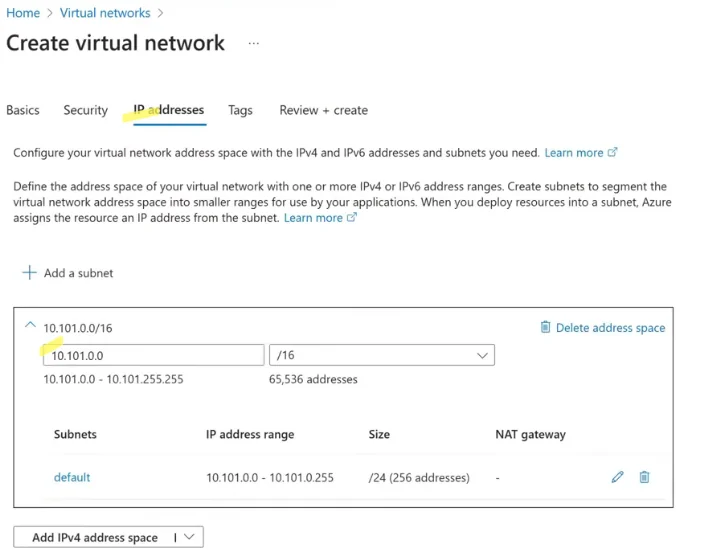 Home > Virtual networks >
Create virtual network ...
Basics Security IP addresses Tags Review + create
Configure your virtual network address space with the IPv4 and IPv6 addresses and subnets you need. Learn more
Define the address space of your virtual network with one or more IPv4 or IPv6 address ranges. Create subnets to segment the
virtual network address space into smaller ranges for use by your applications. When you deploy resources into a subnet, Azure
assigns the resource an IP address from the subnet. Learn more
+ Add a subnet
10.101.0.0/16 Delete address space
10.101.0.0 /16
10.101.0.0 - 10.101.255.255 65,536 addresses
Subnets IP address range Size NAT gateway
default 10.101.0.0 - 10.101.0.255 /24 (256 addresses) -
Add IPv4 address space |